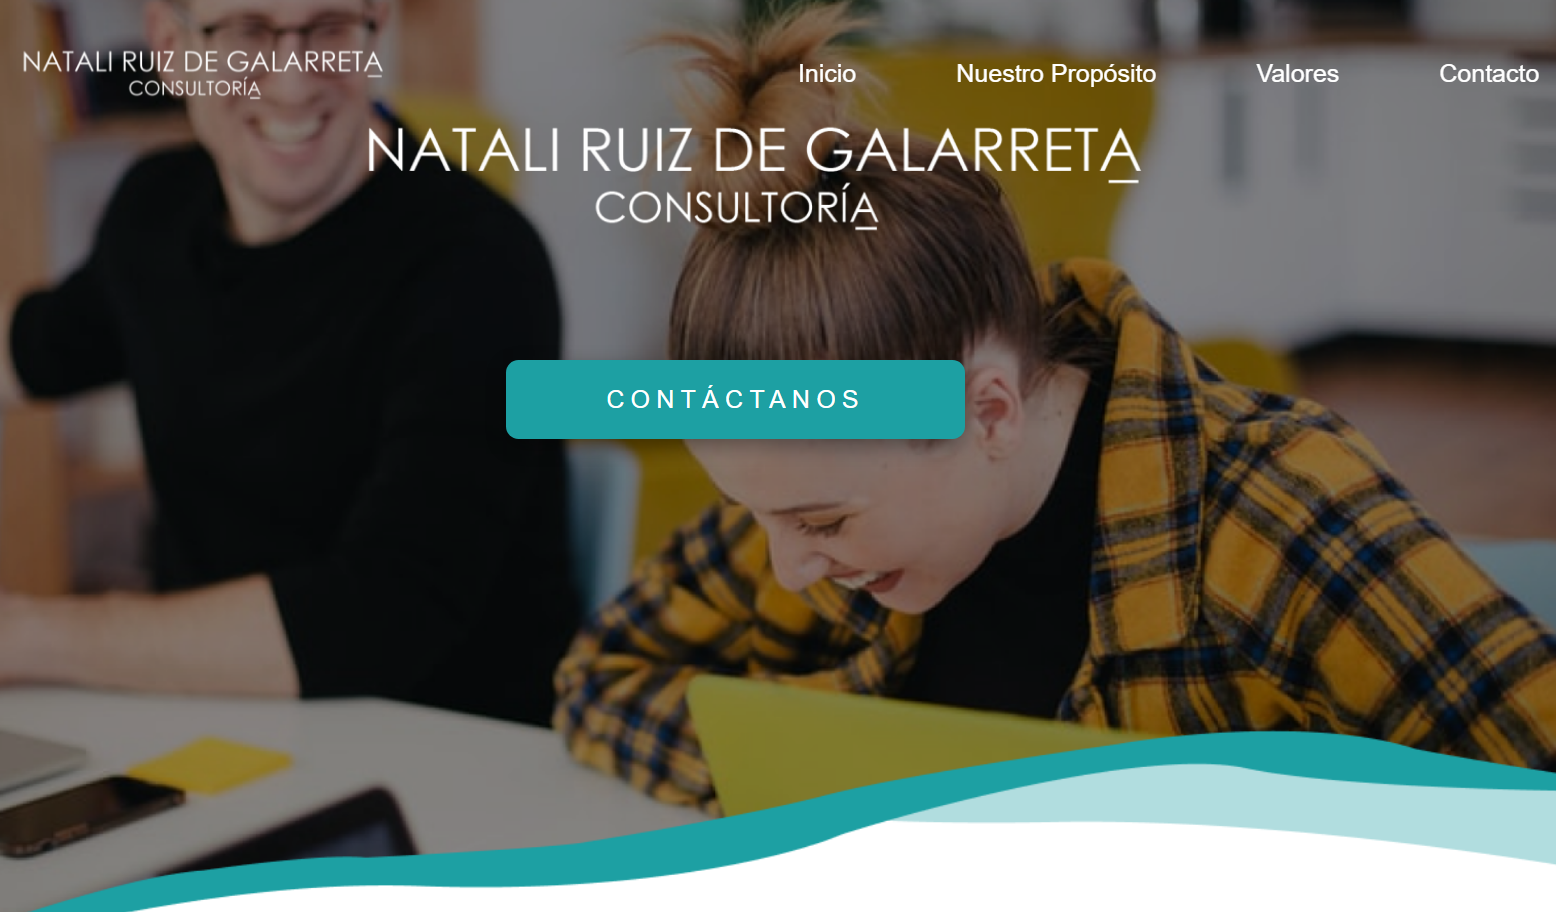 NATALI RUIZ DE GALARRETA
CONSULTORÍA
Inicio
Nuestro Propósito
Valores
Contacto
NATALI RUIZ DE GALARRETA
CONSULTORÍA
CONTÁCTANOS